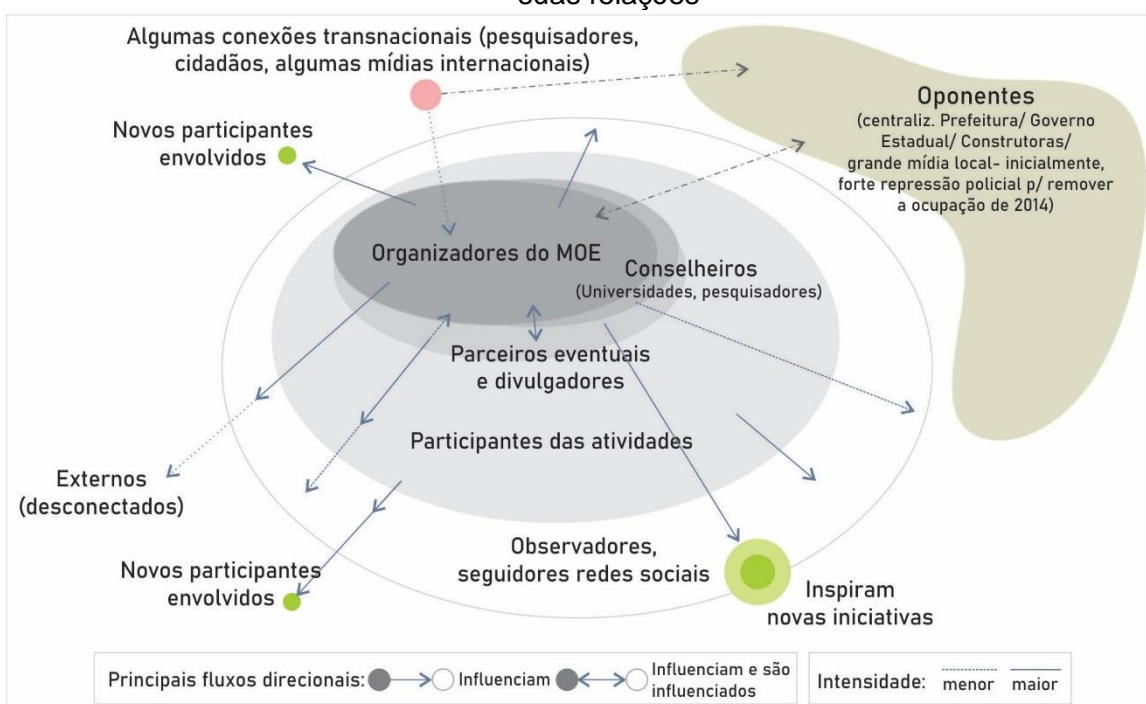 suas relações
Algumas conexões transnacionais (pesquisadores,
cidadãos, algumas mídias internacionais)
Novos participantes
envolvidos
Oponentes
(centraliz. Prefeitura/ Governo
Estadual/ Construtoras/
grande mídia local- inicialmente,
forte repressão policial p/ remover
a ocupação de 2014)
Organizadores do MOE
Conselheiros
(Universidades, pesquisadores)
Parceiros eventuais
e divulgadores
Participantes das atividades
Externos
(desconectados)
Observadores,
seguidores redes sociais
Novos participantes
envolvidos
Inspiram
novas iniciativas
Principais fluxos direcionais: Influenciam Influenciam e são
influenciados
Intensidade: menor maior